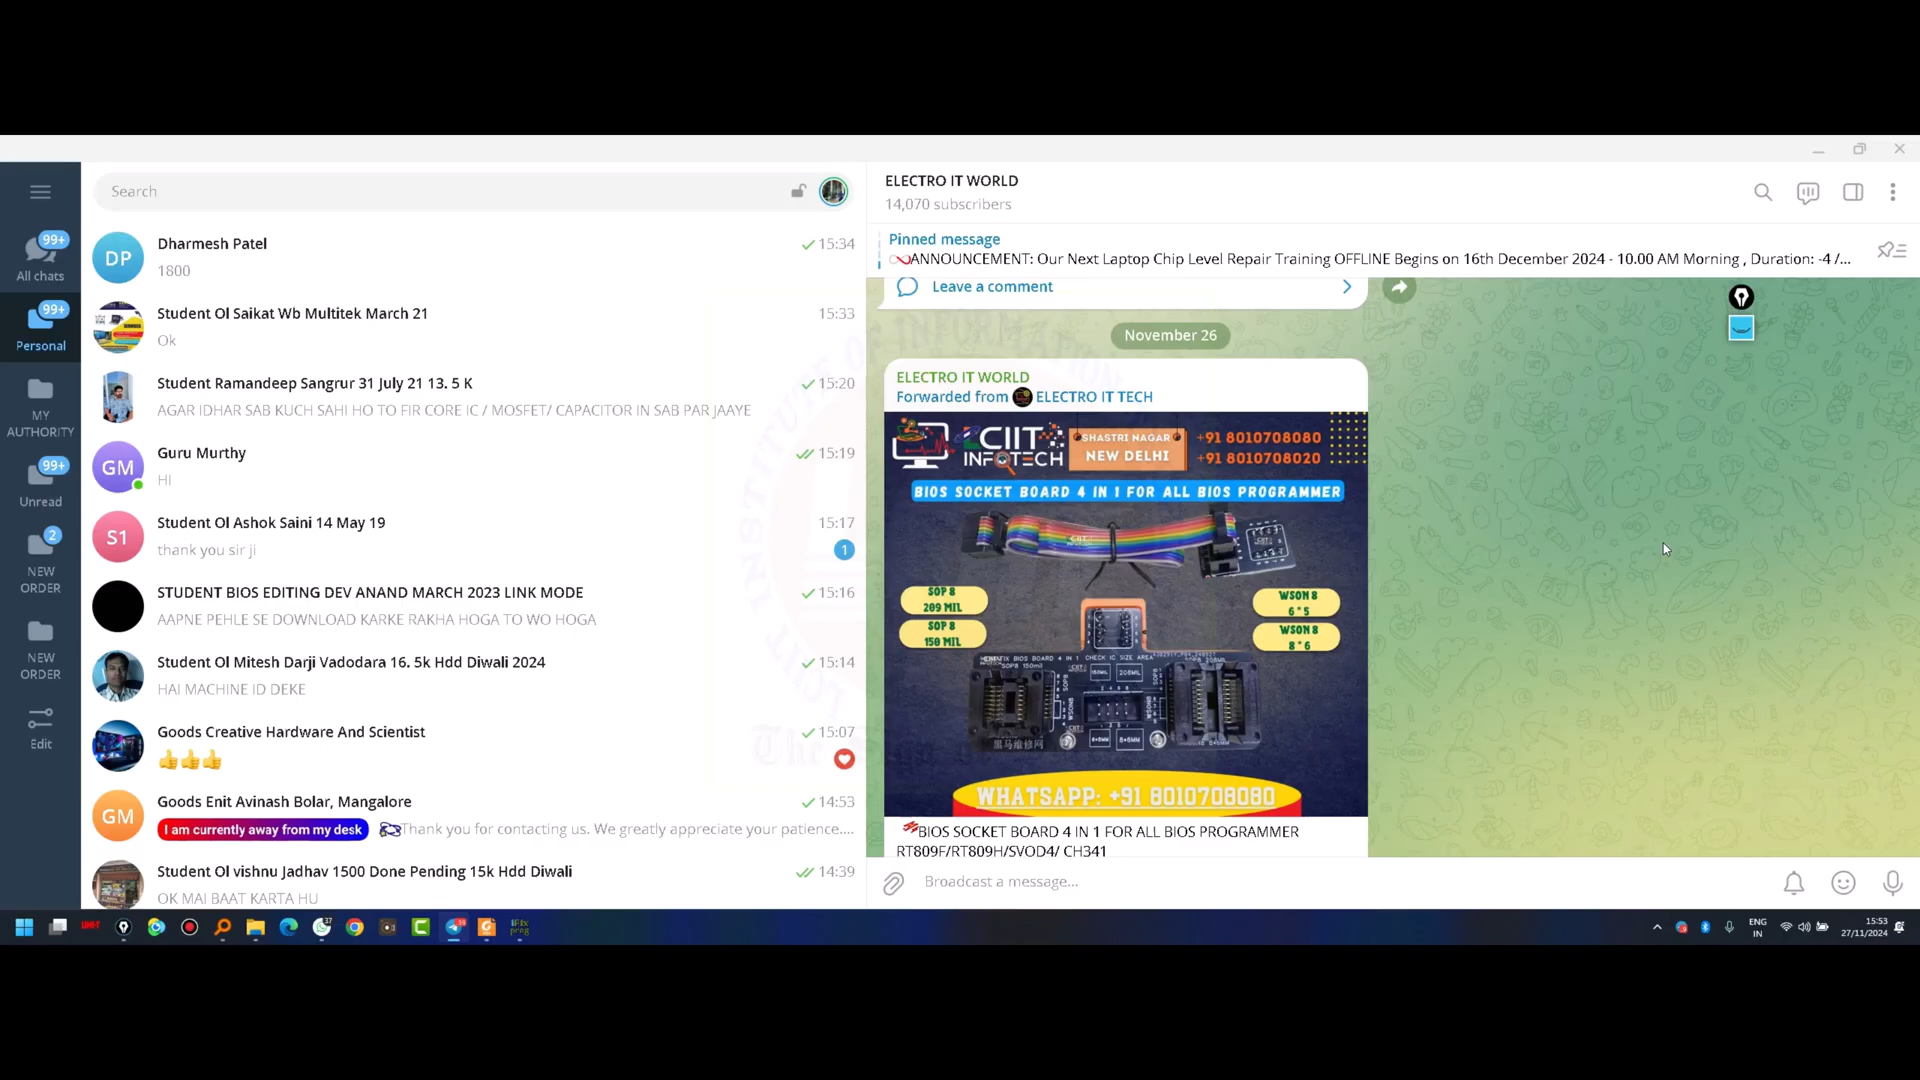 Search
ELECTRO IT WORLD
14,070 subscribers
99+
All chats
99+
Personal
MY
AUTHORITY
99+
Unread
2
NEW
ORDER
NEW
ORDER
Edit
DP
Dharmesh Patel
15:34
1800
Student Ol Saikat Wb Multitek March 21
15:33
Ok
Student Ramandeep Sangrur 31 July 21 13. 5 K
15:20
AGAR IDHAR SAB KUCH SAHI HO TO FIR CORE IC / MOSFET/ CAPACITOR IN SAB PAR JAAYE
GM
Guru Murthy
15:19
HI
S1
Student Ol Ashok Saini 14 May 19
15:17
thank you sir ji
1
STUDENT BIOS EDITING DEV ANAND MARCH 2023 LINK MODE
15:16
AAPNE PEHLE SE DOWNLOAD KARKE RAKHA HOGA TO WO HOGA
Student Ol Mitesh Darji Vadodara 16. 5k Hdd Diwali 2024
15:14
HAI MACHINE ID DEKE
Goods Creative Hardware And Scientist
15:07
👍👍👍
GM
Goods Enit Avinash Bolar, Mangalore
14:53
I am currently away from my desk
Thank you for contacting us. We greatly appreciate your patience....
Student Ol vishnu Jadhav 1500 Done Pending 15k Hdd Diwali
14:39
OK MAI BAAT KARTA HU
Pinned message
ANNOUNCEMENT: Our Next Laptop Chip Level Repair Training OFFLINE Begins on 16th December 2024 - 10.00 AM Morning , Duration: -4 /...
Leave a comment
November 26
ELECTRO IT WORLD
Forwarded from ELECTRO IT TECH
CIIT
INFOTECH
SHASTRI NAGAR
NEW DELHI
+91 8010708080
+91 8010708020
BIOS SOCKET BOARD 4 IN 1 FOR ALL BIOS PROGRAMMER
SOP 8
209 MIL
SOP 8
150 MIL
WSON 8
6 * 5
WSON 8
8 * 6
黑马维修网
WHATSAPP: +91 8010708080
BIOS SOCKET BOARD 4 IN 1 FOR ALL BIOS PROGRAMMER
RT809F/RT809H/SVOD4/ CH341
Broadcast a message...
ENG
IN
15:53
27/11/2024